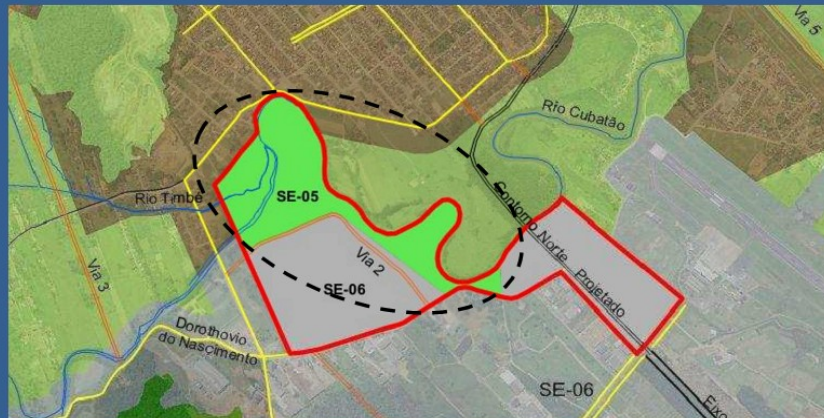 Via 5
Rio Cubatão
Rio Timbé
SE-05
Contorno Norte Projetado
Via 2
Via 3
SE-06
Dorothovio
do Nascimento
SE-06
Eixo